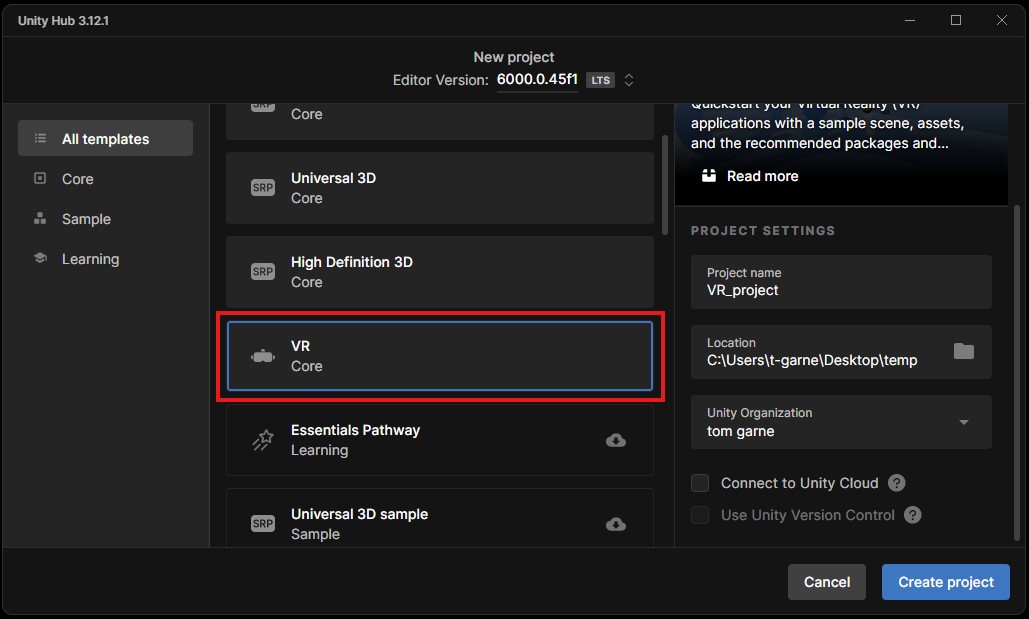 Unity Hub 3.12.1
New project
Editor Version: 6000.0.45f1 LTS
All templates
Core
Sample
Learning
SRP
Core
SRP
Universal 3D
Core
SRP
High Definition 3D
Core
VR
Core
Essentials Pathway
Learning
SRP
Universal 3D sample
Sample
Quickstart your Virtual Reality (VR)
applications with a sample scene, assets,
and the recommended packages and...
Read more
PROJECT SETTINGS
Project name
VR_project
Location
C:\Users\t-garne\Desktop\temp
Unity Organization
tom garne
Connect to Unity Cloud ?
Use Unity Version Control ?
Cancel
Create project